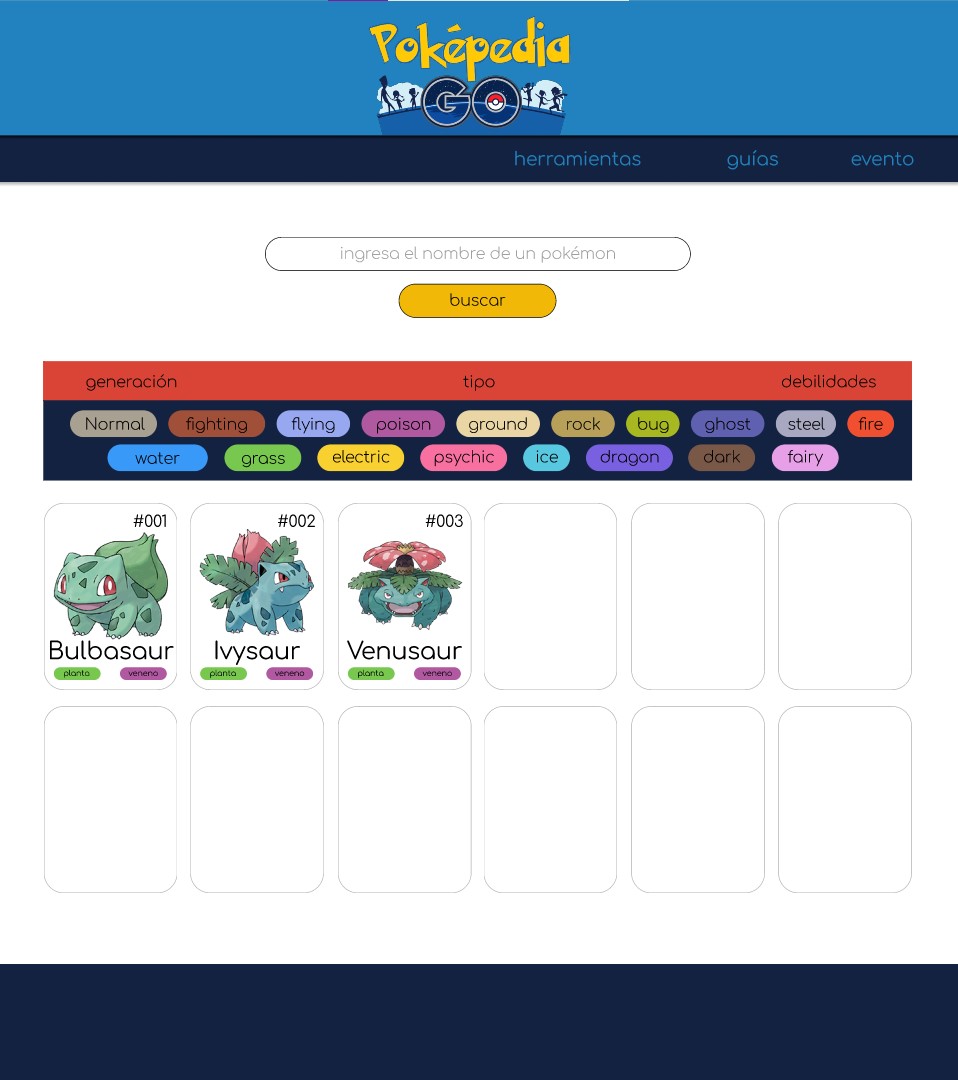 Poképedia
GO
herramientas guías evento
ingresa el nombre de un pokémon
buscar
generación tipo debilidades
Normal fighting flying poison ground rock bug ghost steel fire
water grass electric psychic ice dragon dark fairy
#001 #002 #003
Bulbasaur Ivysaur Venusaur
planta veneno planta veneno planta veneno